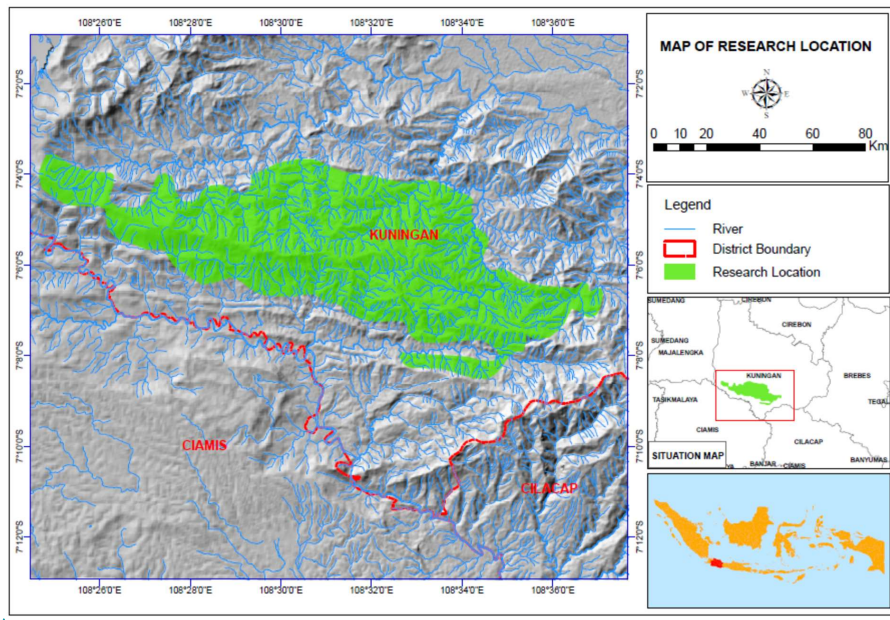 108°26'0"E 108°28'0"E 108°30'0"E 108°32'0"E 108°34'0"E 108°36'0"E
7°2'0"S
7°4'0"S
7°6'0"S
7°8'0"S
7°10'0"S
7°12'0"S
KUNINGAN
CIAMIS
CILACAP
7°2'0"S
7°4'0"S
7°6'0"S
7°8'0"S
7°10'0"S
7°12'0"S
108°26'0"E 108°28'0"E 108°30'0"E 108°32'0"E 108°34'0"E 108°36'0"E
MAP OF RESEARCH LOCATION
N
W E
S
0 10 20 40 60 80
Km
Legend
River
District Boundary
Research Location
SUMEDANG CIREBON
CIREBON
SUMEDANG
MAJALENGKA
KUNINGAN
BREBES
TASIKMALAYA
TEGAL
CIAMIS
CILACAP
BANYUMAS
YA BANJAR CIAMIS
SITUATION MAP